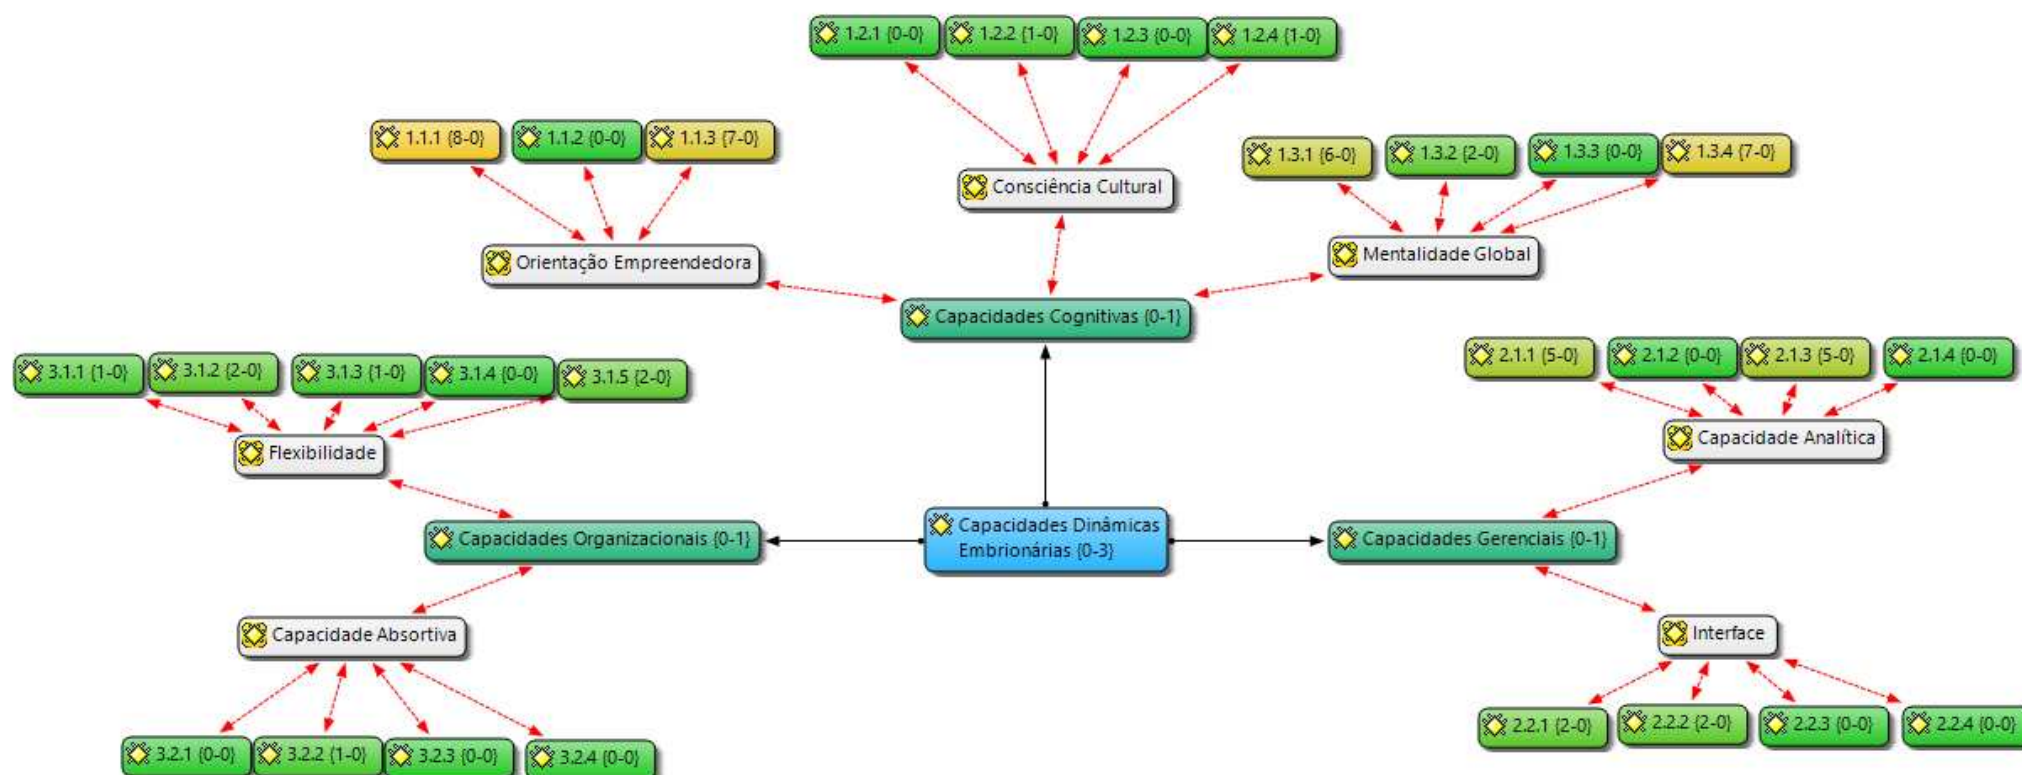 1.2.1 {0-0}
1.2.2 {1-0}
1.2.3 {0-0}
1.2.4 {1-0}
1.1.1 {8-0}
1.1.2 {0-0}
1.1.3 {7-0}
1.3.1 {6-0}
1.3.2 {2-0}
1.3.3 {0-0}
1.3.4 {7-0}
Consciência Cultural
Orientação Empreendedora
Mentalidade Global
Capacidades Cognitivas {0-1}
3.1.1 {1-0}
3.1.2 {2-0}
3.1.3 {1-0}
3.1.4 {0-0}
3.1.5 {2-0}
2.1.1 {5-0}
2.1.2 {0-0}
2.1.3 {5-0}
2.1.4 {0-0}
Flexibilidade
Capacidade Analítica
Capacidades Organizacionais {0-1}
Capacidades Dinâmicas
Embrionárias {0-3}
Capacidades Gerenciais {0-1}
Capacidade Absortiva
Interface
3.2.1 {0-0}
3.2.2 {1-0}
3.2.3 {0-0}
3.2.4 {0-0}
2.2.1 {2-0}
2.2.2 {2-0}
2.2.3 {0-0}
2.2.4 {0-0}